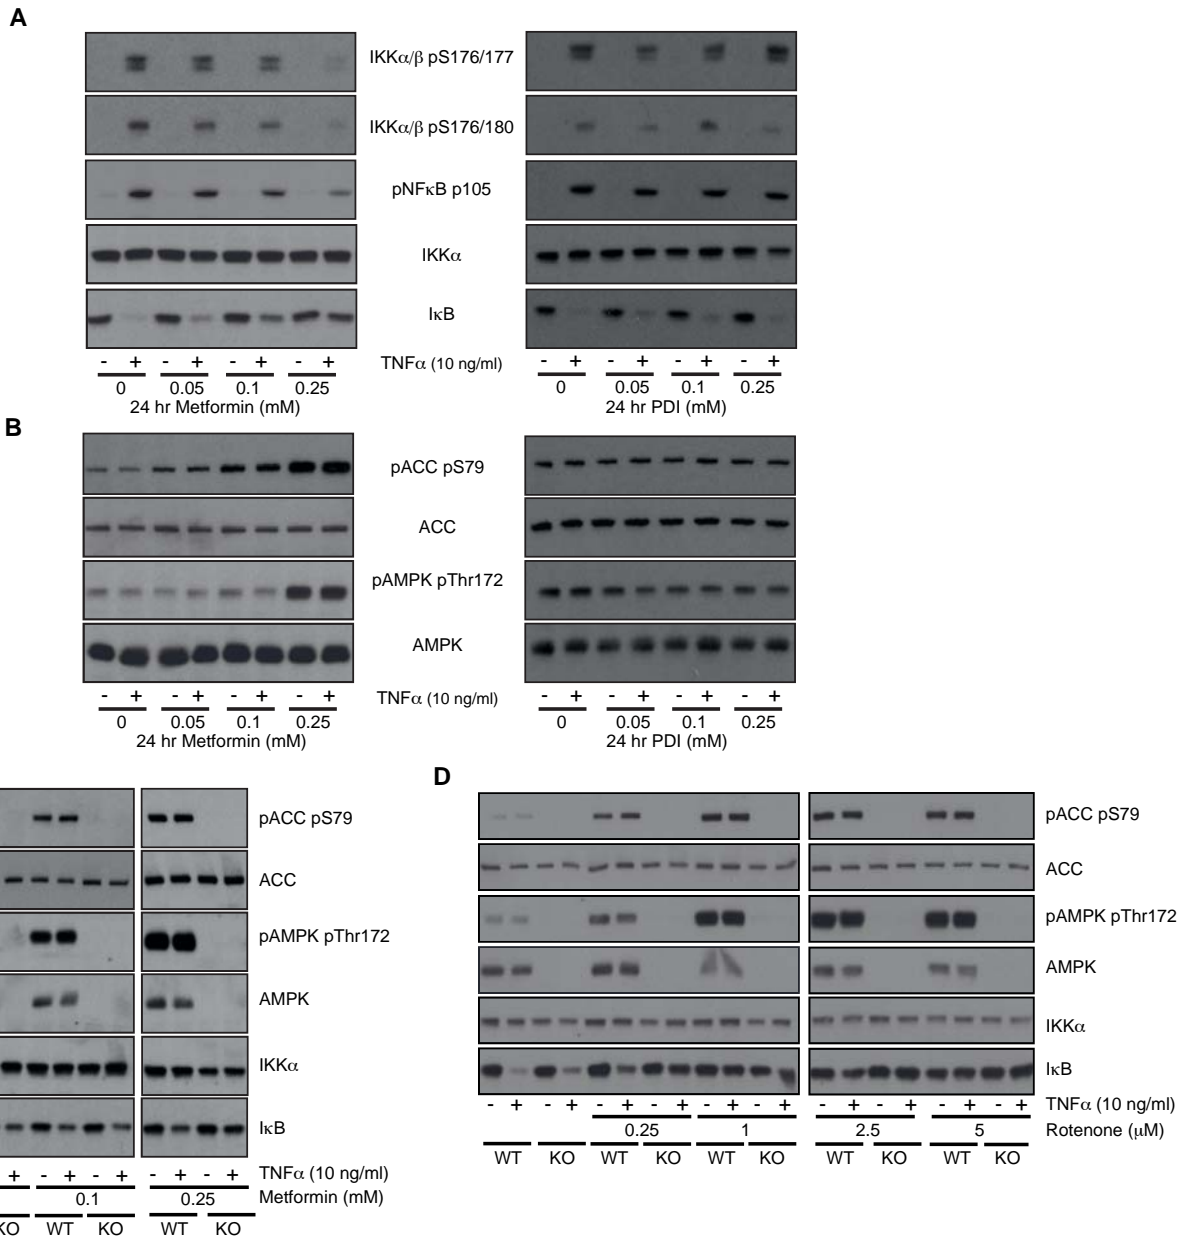 A
IKKα/β pS176/177
IKKα/β pS176/180
pNFκB p105
IKKα
IκB
- + - + - + - + TNFα (10 ng/ml) - + - + - + - +
0 0.05 0.1 0.25 0 0.05 0.1 0.25
24 hr Metformin (mM) 24 hr PDI (mM)
B
pACC pS79
ACC
pAMPK pThr172
AMPK
- + - + - + - + TNFα (10 ng/ml) - + - + - + - +
0 0.05 0.1 0.25 0 0.05 0.1 0.25
24 hr Metformin (mM) 24 hr PDI (mM)
pACC pS79
ACC
pAMPK pThr172
AMPK
IKKα
IκB
+ - + - + - + - + TNFα (10 ng/ml)
0.1 0.25 Metformin (mM)
KO WT KO WT KO
D
pACC pS79
ACC
pAMPK pThr172
AMPK
IKKα
IκB
- + - + - + - + - + - + - + - + - + - + TNFα (10 ng/ml)
0.25 1 2.5 5 Rotenone (μM)
WT KO WT KO WT KO WT KO WT KO